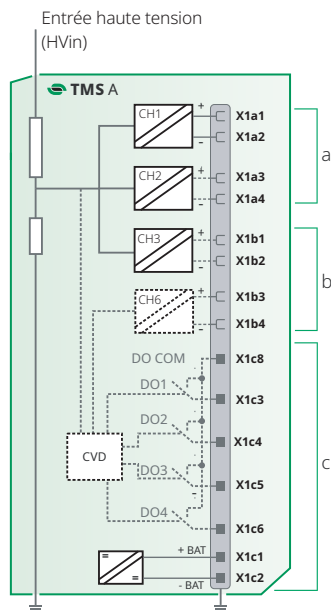 Entrée haute tension
(HVin)
TMS A
CH1 + - X1a1
X1a2
a
CH2 + - X1a3
X1a4
CH3 + - X1b1
X1b2
b
CH6 + - X1b3
X1b4
DO COM X1c8
DO1 X1c3
DO2 X1c4
c
CVD
DO3 X1c5
-
DO4 X1c6
+ BAT X1c1
- BAT X1c2